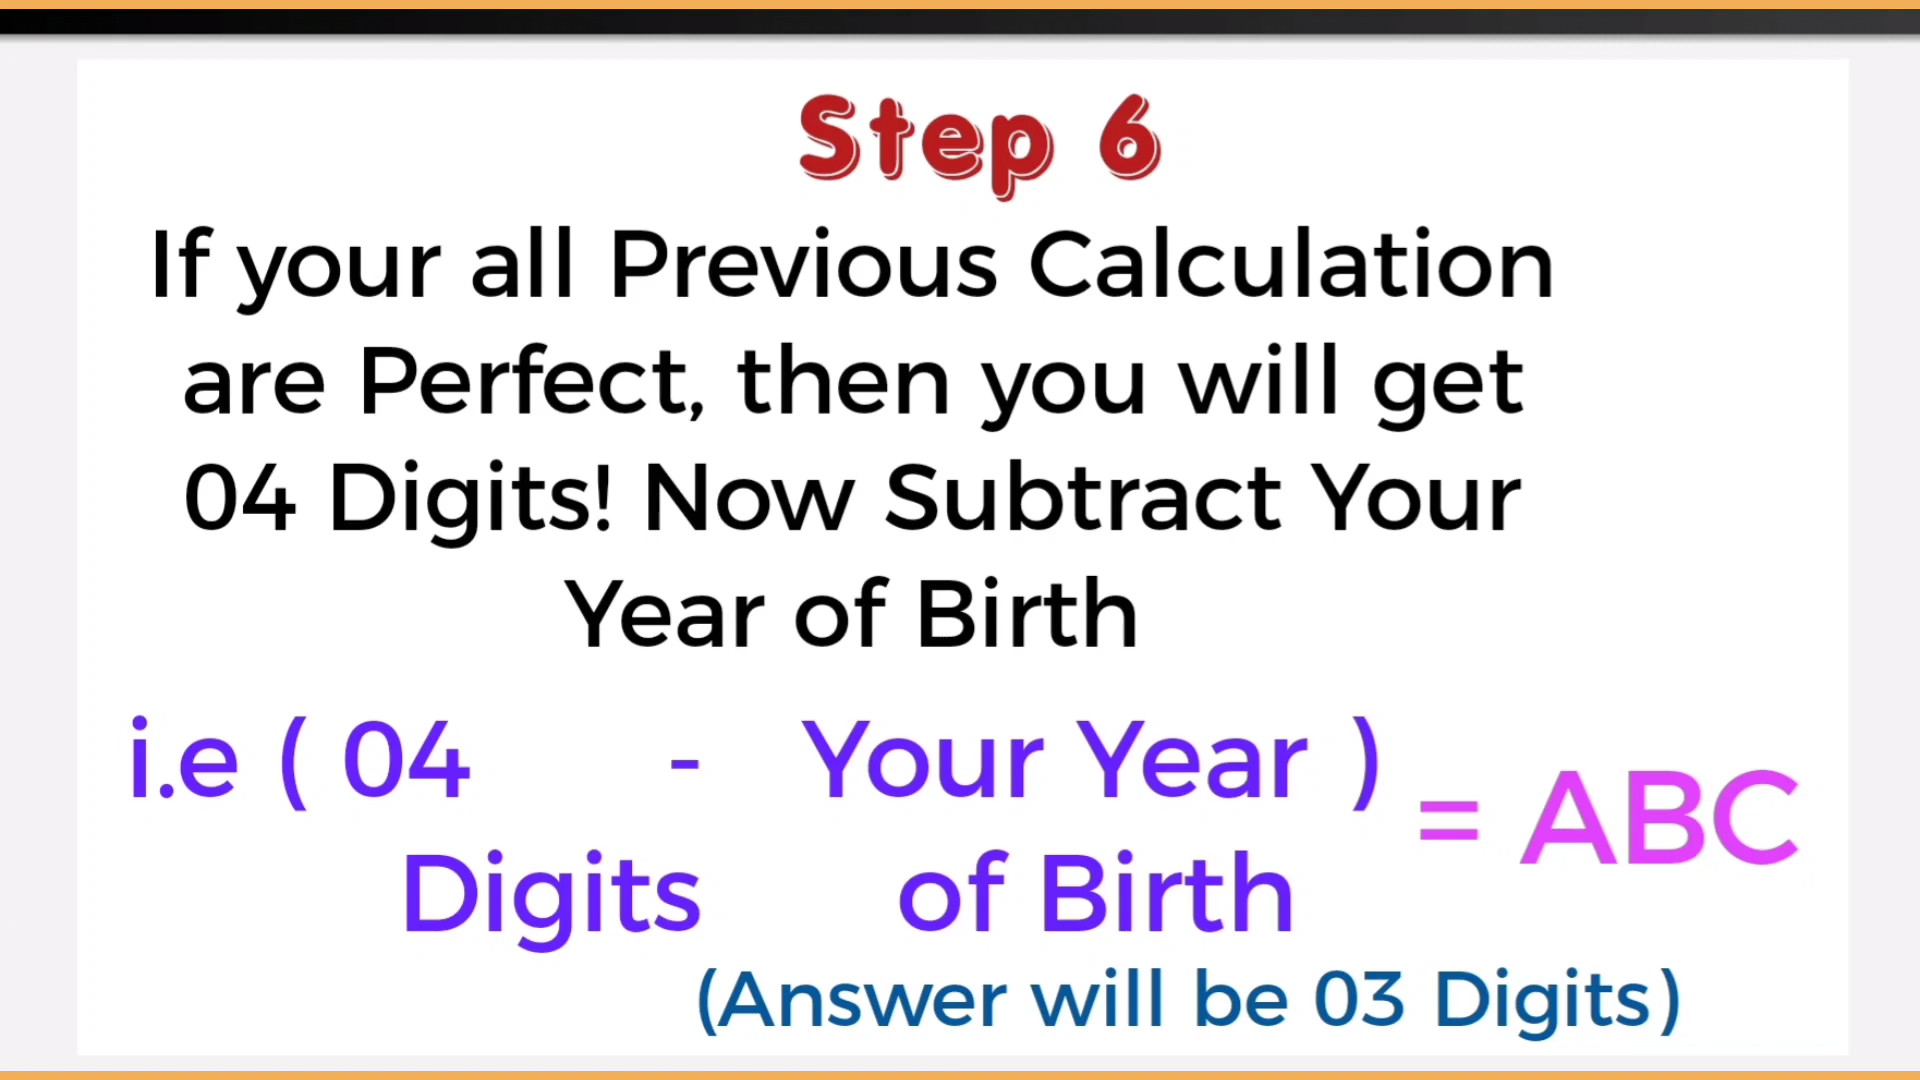 Step 6
If your all Previous Calculation
are Perfect, then you will get
04 Digits! Now Subtract Your
Year of Birth
i.e ( 04 - Your Year )
Digits of Birth
= ABC
(Answer will be 03 Digits)